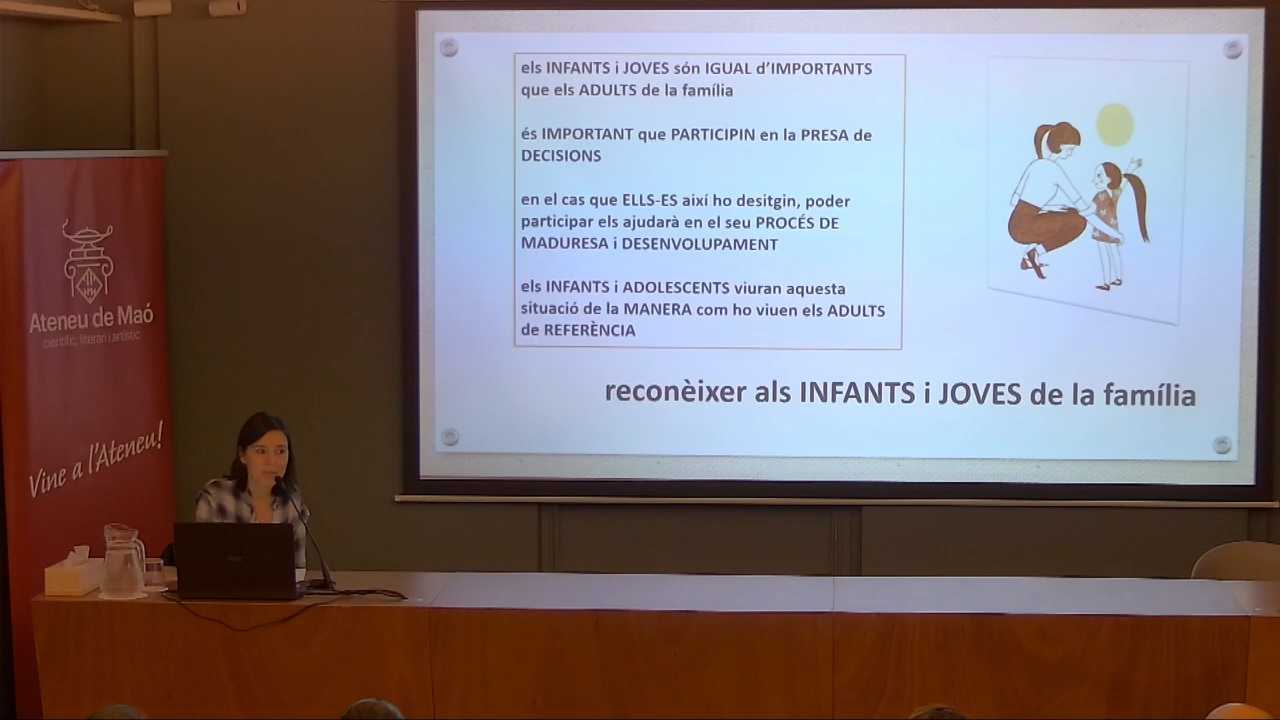 els INFANTS i JOVES són IGUAL d'IMPORTANTS
que els ADULTS de la família
és IMPORTANT que PARTICIPIN en la PRESA de
DECISIONS
en el cas que ELLS-ES així ho desitgin, poder
participar els ajudarà en el seu PROCÉS DE
MADURESA i DESENVOLUPAMENT
els INFANTS i ADOLESCENTS viuran aquesta
situació de la MANERA com ho viuen els ADULTS
de REFERÈNCIA
reconèixer als INFANTS i JOVES de la família
Ateneu de Maó
científic, literari i artístic
Vine a l'Ateneu!